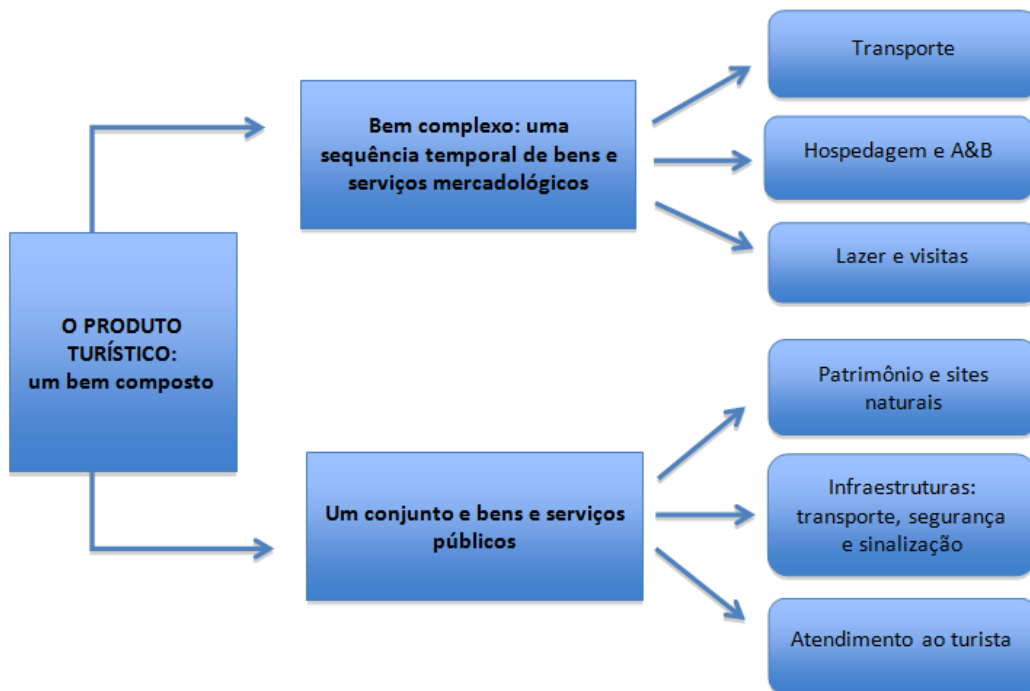 O PRODUTO
TURÍSTICO:
um bem composto
Bem complexo: uma
sequência temporal de bens e
serviços mercadológicos
Transporte
Hospedagem e A&B
Lazer e visitas
Um conjunto e bens e serviços
públicos
Patrimônio e sites
naturais
Infraestruturas:
transporte, segurança
e sinalização
Atendimento ao turista